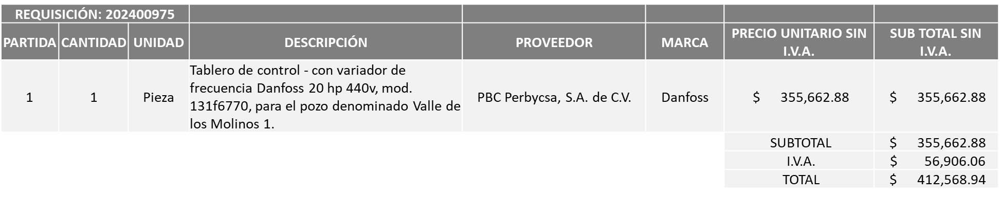 REQUISICIÓN: 202400975
PARTIDA CANTIDAD UNIDAD DESCRIPCIÓN PROVEEDOR MARCA PRECIO UNITARIO SIN I.V.A. SUB TOTAL SIN I.V.A.
1 1 Pieza
Tablero de control - con variador de
frecuencia Danfoss 20 hp 440v, mod.
131f6770, para el pozo denominado Valle de
los Molinos 1.
PBC Perbycsa, S.A. de C.V. Danfoss $ 355,662.88 $ 355,662.88
SUBTOTAL $ 355,662.88
I.V.A. $ 56,906.06
TOTAL $ 412,568.94